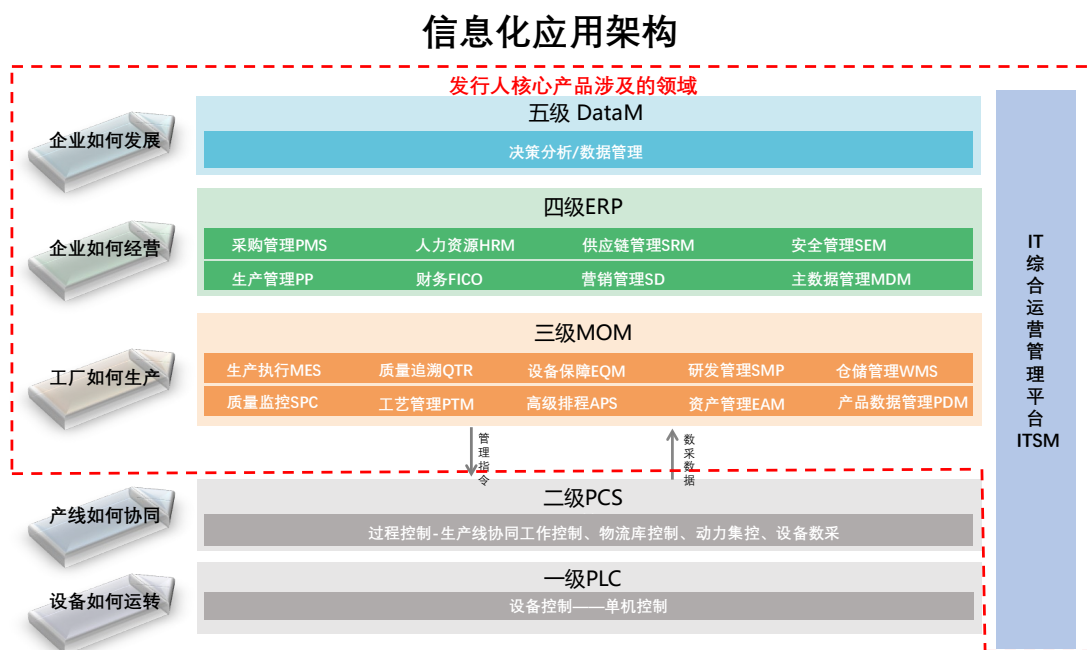 信息化应用架构
发行人核心产品涉及的领域
企业如何发展
五级 DataM
决策分析/数据管理
企业如何经营
四级ERP
采购管理PMS 人力资源HRM 供应链管理SRM 安全管理SEM
生产管理PP 财务FICO 营销管理SD 主数据管理MDM
工厂如何生产
三级MOM
生产执行MES 质量追溯QTR 设备保障EQM 研发管理SMP 仓储管理WMS
质量监控SPC 工艺管理PTM 高级排程APS 资产管理EAM 产品数据管理PDM
管理指令
数采数据
产线如何协同
二级PCS
过程控制-生产线协同工作控制、物流库控制、动力集控、设备数采
设备如何运转
一级PLC
设备控制——单机控制
IT
综
合
运
营
管
理
平
台
ITSM